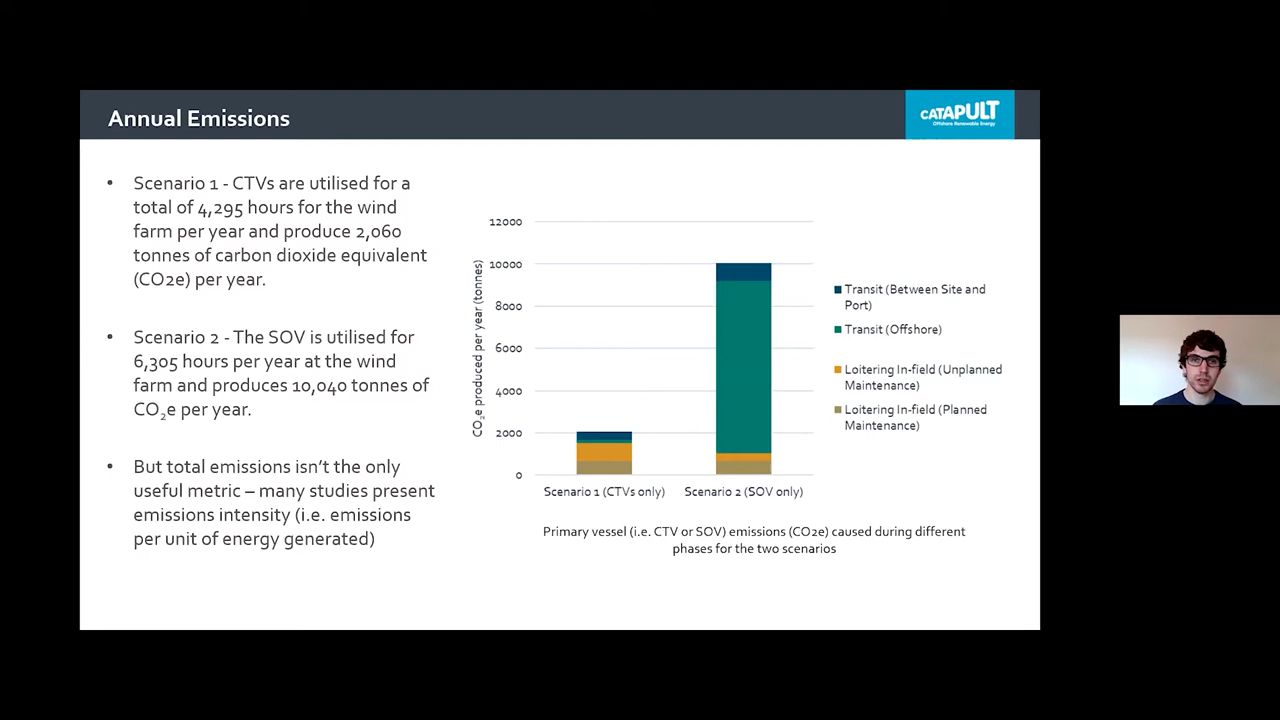 Annual Emissions
CATAPULT
Offshore Renewable Energy
• Scenario 1 - CTVs are utilised for a
total of 4,295 hours for the wind
farm per year and produce 2,060
tonnes of carbon dioxide equivalent
(CO2e) per year.
• Scenario 2 - The SOV is utilised for
6,305 hours per year at the wind
farm and produces 10,040 tonnes of
CO₂e per year.
• But total emissions isn't the only
useful metric – many studies present
emissions intensity (i.e. emissions
per unit of energy generated)
CO₂e produced per year (tonnes)
12000
10000
8000
6000
4000
2000
0
Scenario 1 (CTVs only)
Scenario 2 (SOV only)
Transit (Between Site and
Port)
Transit (Offshore)
Loitering In-field (Unplanned
Maintenance)
Loitering In-field (Planned
Maintenance)
Primary vessel (i.e. CTV or SOV) emissions (CO2e) caused during different
phases for the two scenarios